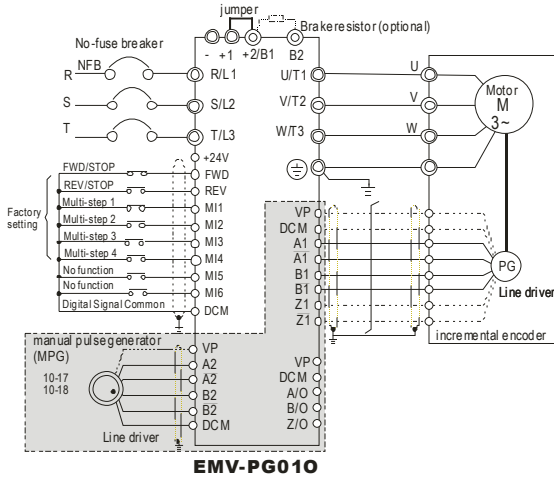 jumper
Brake resistor (optional)
- +1 +2/B1 B2
No-fuse breaker
NFB
R R/L1 U/T1 U
S S/L2 V/T2 V
T T/L3 W/T3 W
Motor
M
3~
+24V
FWD/STOP FWD
REV/STOP REV
Multi-step 1 MI1
Multi-step 2 MI2
Multi-step 3 MI3
Multi-step 4 MI4
No function MI5
No function MI6
Digital Signal Common DCM
Factory
setting
VP
DCM
A1
A1
B1
B1
Z1
Z1
PG
Line driver
incremental encoder
manual pulse generator
(MPG)
10-17
10-18
VP
A2
A2
B2
B2
DCM
Line driver
VP
DCM
A/O
B/O
Z/O
EMV-PG01O